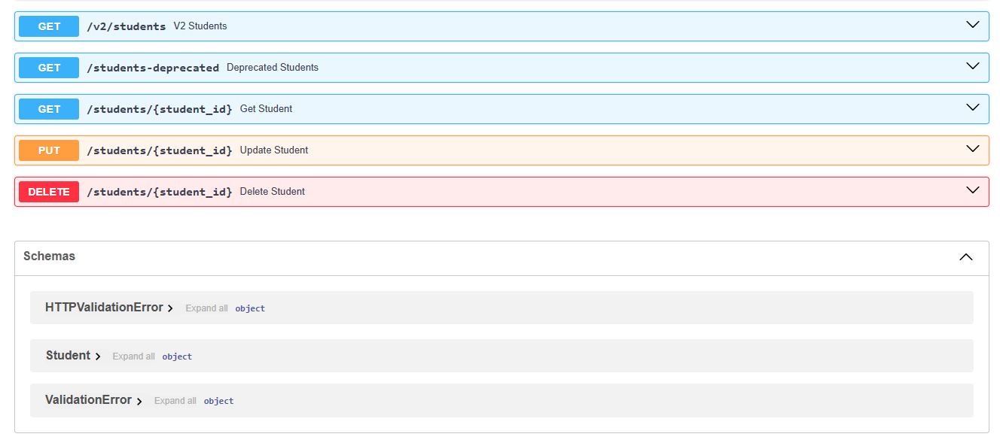 GET /v2/students V2 Students
GET /students-deprecated Deprecated Students
GET /students/{student_id} Get Student
PUT /students/{student_id} Update Student
DELETE /students/{student_id} Delete Student
Schemas
HTTPValidationError Expand all object
Student Expand all object
ValidationError Expand all object